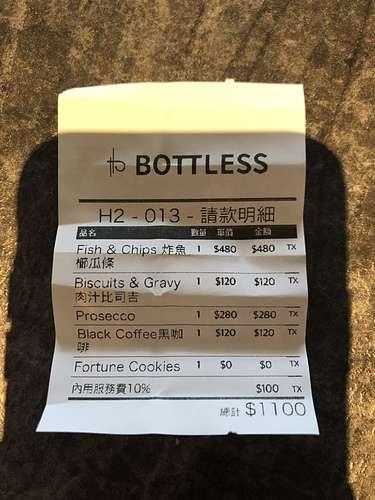 BOTTLESS
H2 - 013 - 請款明細
品名 數量 單價 金額
Fish & Chips 炸魚 1 $480 $480 TX
櫛瓜條
Biscuits & Gravy 1 $120 $120 TX
肉汁比司吉
Prosecco 1 $280 $280 TX
Black Coffee黑咖 1 $120 $120 TX
啡
Fortune Cookies 1 $0 $0 TX
內用服務費10% $100 TX
總計 $1100